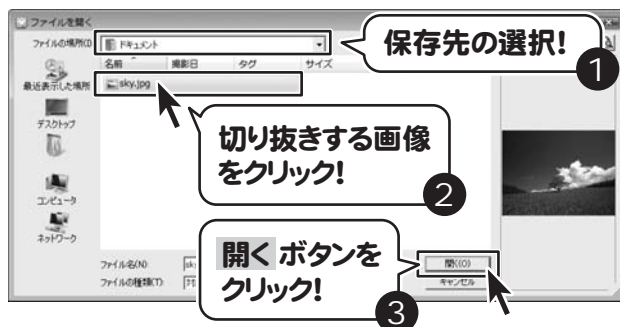 ファイルを開く
ファイルの場所(I)
ドキュメント
保存先の選択!
1
名前
撮影日
タグ
サイズ
最近表示した場所
sky.jpg
デスクトップ
切り抜きする画像
をクリック!
2
コンピュータ
ネットワーク
開く ボタンを
クリック!
3
ファイル名(N):
sk
開く(O)
ファイルの種類(T):
キャンセル